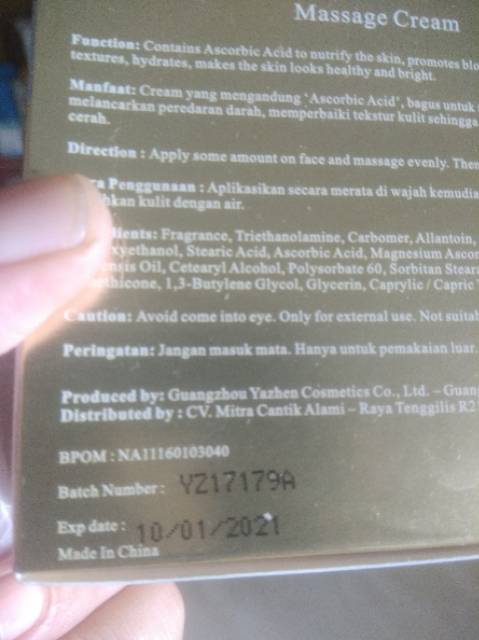 Massage Cream
Function: Contains Ascorbic Acid to nutrify the skin, promotes
textures, hydrates, makes the skin looks healthy and bright.
Manfaat: Cream yang mengandung 'Ascorbic Acid', bagus untuk
melancarkan peredaran darah, memperbaiki tekstur kulit sehingga
cerah.
Direction : Apply some amount on face and massage evenly.
Penggunaan : Aplikasikan secara merata di wajah
kulit dengan air.
Fragrance, Triethanolamine, Carbomer, Allantoin,
Stearic Acid, Ascorbic Acid, Magnesium
Oil, Cetearyl Alcohol, Polysorbate 60, Sorbitan
1,3-Butylene Glycol, Glycerin, Caprylic / Capric
Caution: Avoid come into eye. Only for external use. Not
Peringatan: Jangan masuk mata. Hanya untuk pemakaian luar.
Produced by: Guangzhou Yazhen Cosmetics Co., Ltd. –
Distributed by : CV. Mitra Cantik Alami – Raya Tenggilis R2
BPOM : NA11160103040
Batch Number : YZ17179A
Exp date : 10/01/2021
Made In China